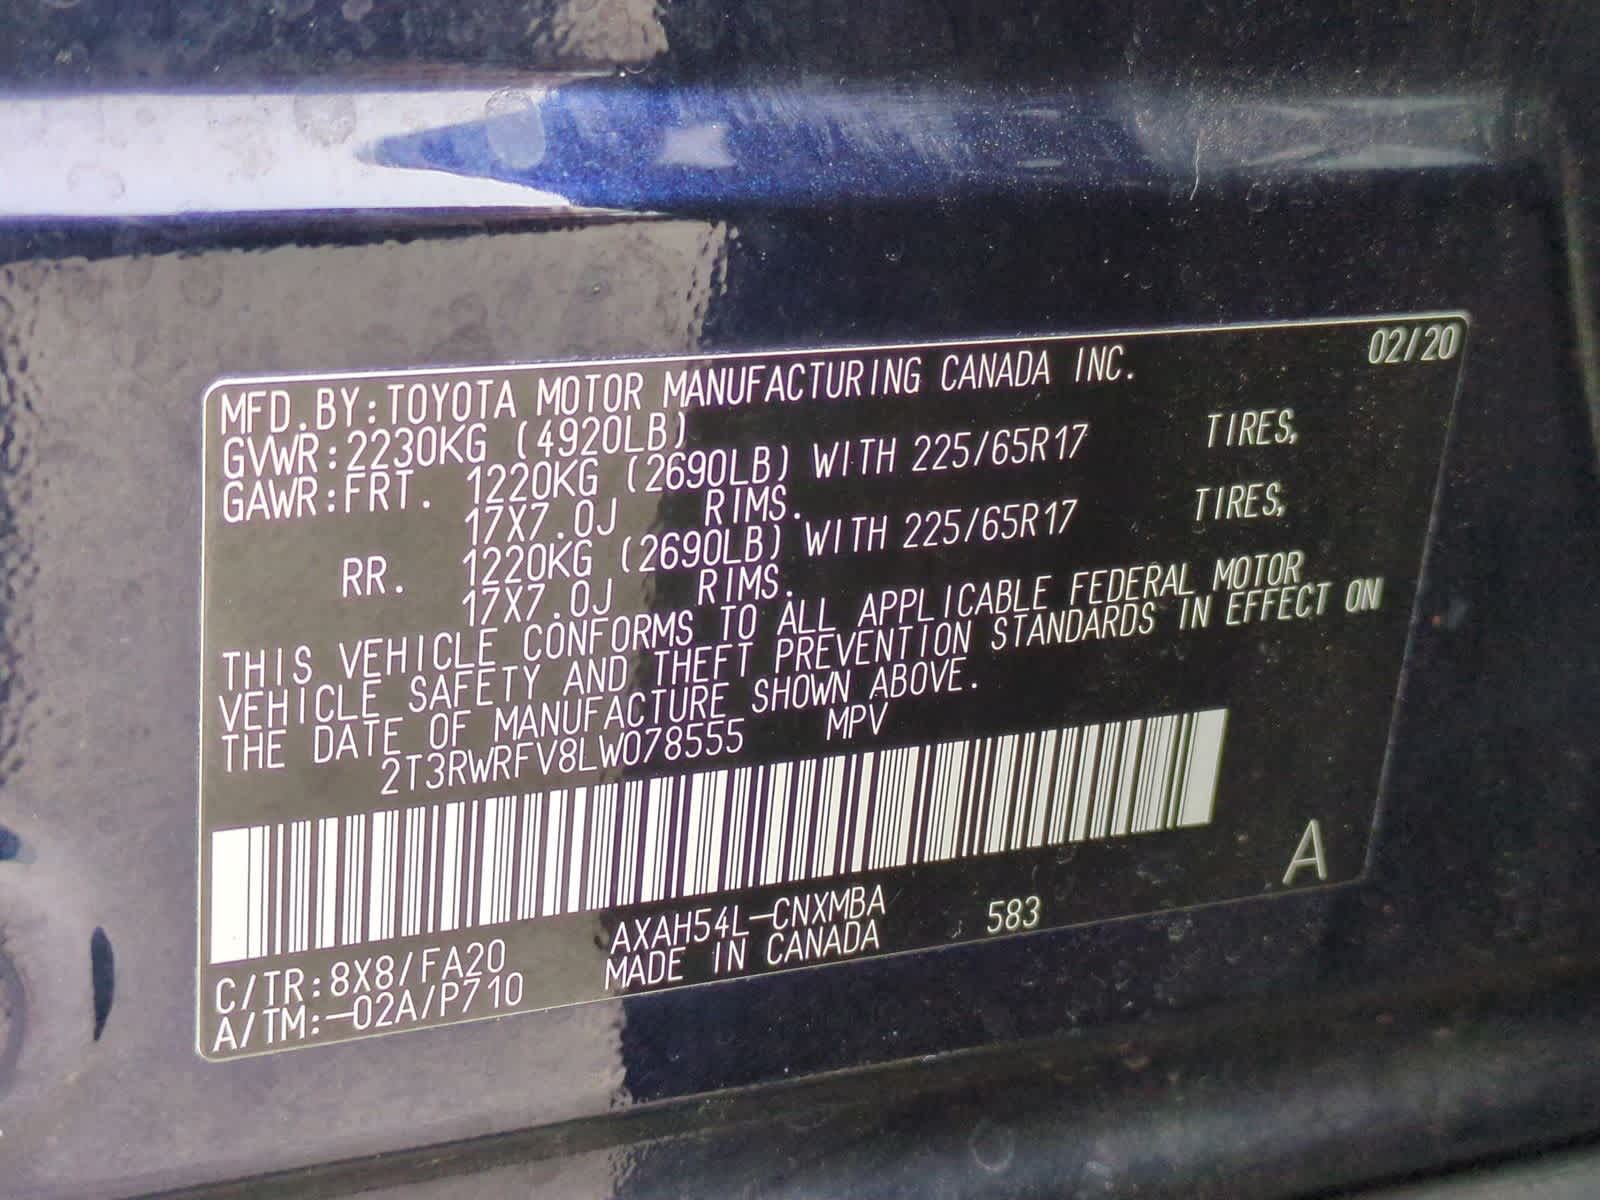 02/20
MFD.BY:TOYOTA MOTOR MANUFACTURING CANADA INC.
GVWR:2230KG (4920LB)
GAWR:FRT. 1220KG (2690LB) WITH 225/65R17 TIRES,
17X7.0J RIMS.
RR. 1220KG (2690LB) WITH 225/65R17 TIRES,
17X7.0J RIMS.
THIS VEHICLE CONFORMS TO ALL APPLICABLE FEDERAL MOTOR
VEHICLE SAFETY AND THEFT PREVENTION STANDARDS IN EFFECT ON
THE DATE OF MANUFACTURE SHOWN ABOVE.
2T3RWRFV8LW078555 MPV
A
C/TR:8X8/FA20 AXAH54L-CNXMBA 583
A/TM:-02A/P710 MADE IN CANADA